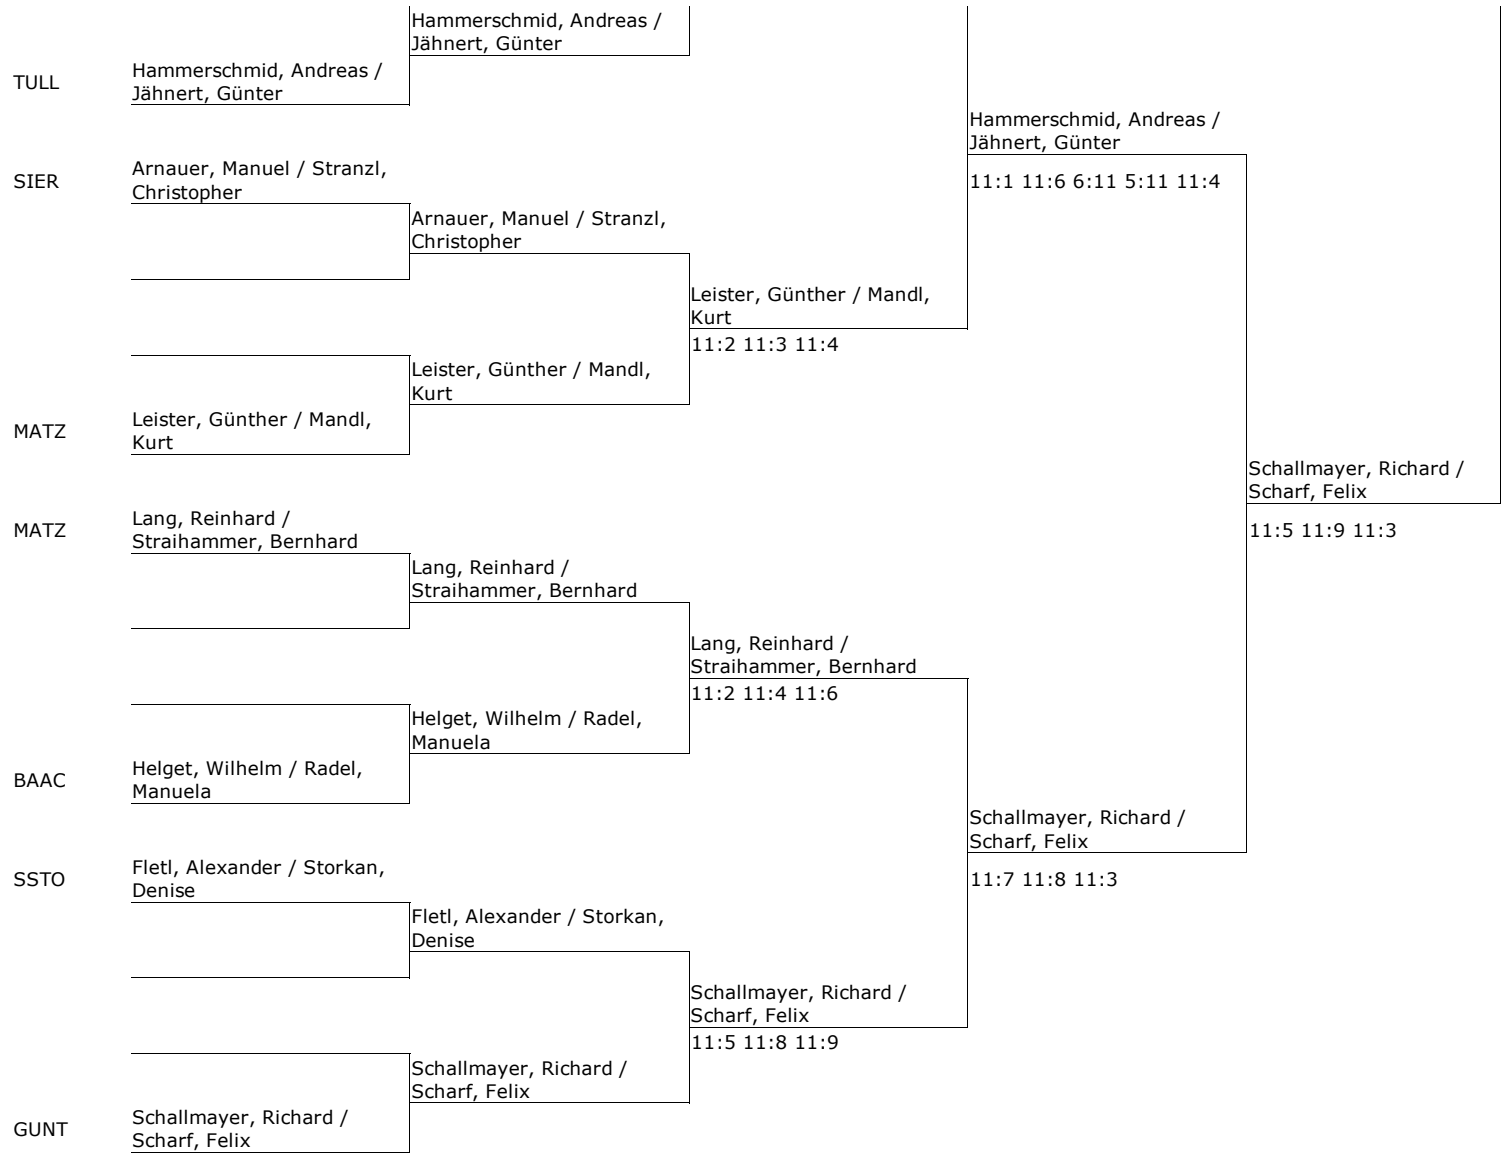 Hammerschmid, Andreas /
Jähnert, Günter
TULL
Hammerschmid, Andreas /
Jähnert, Günter
Hammerschmid, Andreas /
Jähnert, Günter
11:1 11:6 6:11 5:11 11:4
SIER
Arnauer, Manuel / Stranzl,
Christopher
Arnauer, Manuel / Stranzl,
Christopher
Leister, Günther / Mandl,
Kurt
11:2 11:3 11:4
Leister, Günther / Mandl,
Kurt
MATZ
Leister, Günther / Mandl,
Kurt
Schallmayer, Richard /
Scharf, Felix
11:5 11:9 11:3
MATZ
Lang, Reinhard /
Straihammer, Bernhard
Lang, Reinhard /
Straihammer, Bernhard
Lang, Reinhard /
Straihammer, Bernhard
11:2 11:4 11:6
Helget, Wilhelm / Radel,
Manuela
BAAC
Helget, Wilhelm / Radel,
Manuela
Schallmayer, Richard /
Scharf, Felix
11:7 11:8 11:3
SSTO
Fletl, Alexander / Storkan,
Denise
Fletl, Alexander / Storkan,
Denise
Schallmayer, Richard /
Scharf, Felix
11:5 11:8 11:9
Schallmayer, Richard /
Scharf, Felix
GUNT
Schallmayer, Richard /
Scharf, Felix